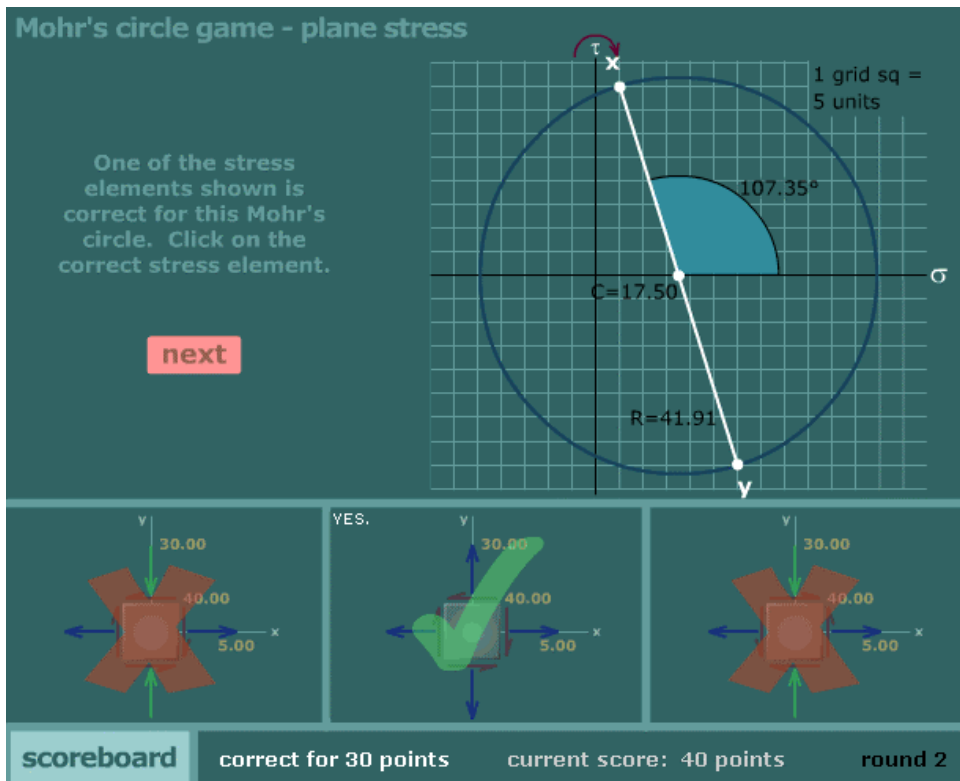 Mohr's circle game - plane stress
τ
x
1 grid sq =
5 units
One of the stress
elements shown is
correct for this Mohr's
circle. Click on the
correct stress element.
107.35°
σ
C=17.50
next
R=41.91
y
y
30.00
40.00
x
5.00
YES.
y
30.00
40.00
x
5.00
y
30.00
40.00
x
5.00
scoreboard
correct for 30 points
current score: 40 points
round 2